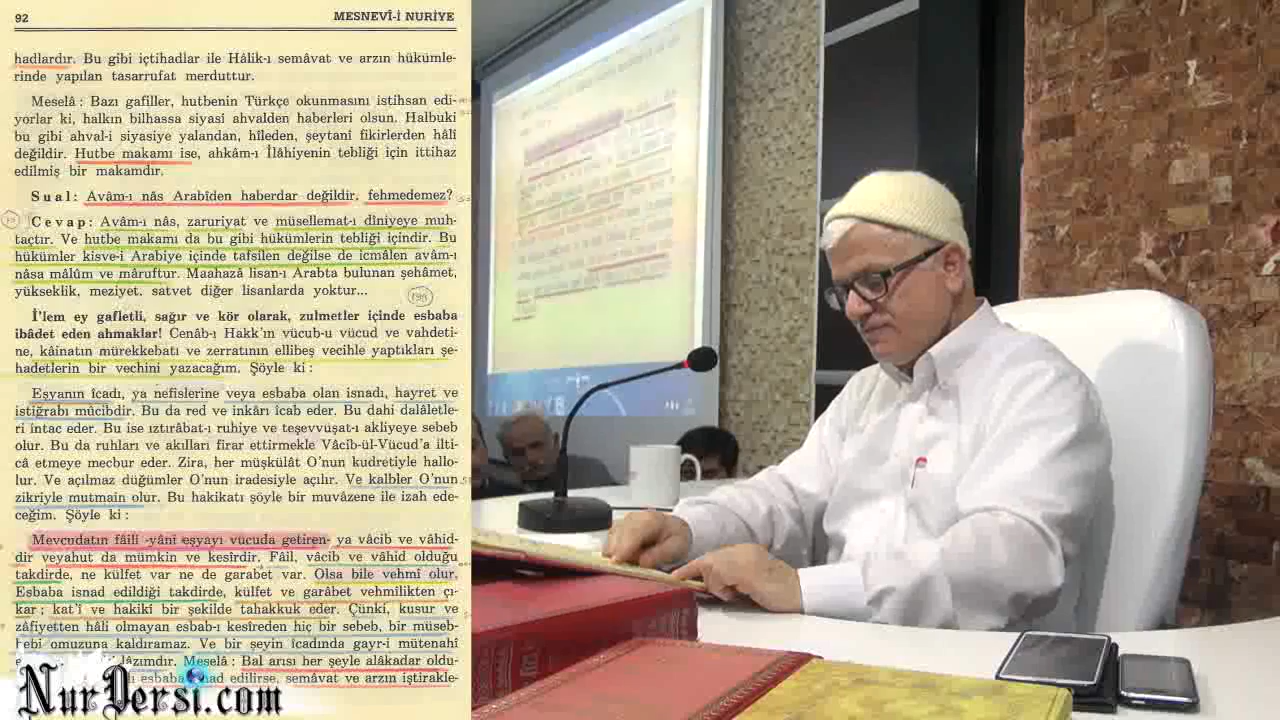 92 MESNEVÎ-İ NURİYE
hadlardır. Bu gibi içtihadlar ile Hâlik-ı semâvat ve arzın hükümle-
rinde yapılan tasarrufat merduttur.
Meselâ: Bazı gafiller, hutbenin Türkçe okunmasını istihsan edi-
yorlar ki, halkın bilhassa siyasi ahvalden haberleri olsun. Halbuki
bu gibi ahval-i siyasiye yalandan, hîleden, şeytanî fikirlerden hâlî
değildir. Hutbe makamı ise, ahkâm-ı İlâhiyenin tebliği için ittihaz
edilmiş bir makamdır.
Sual: Avâm-ı nâs Arabîden haberdar değildir, fehmedemez?
Cevap: Avâm-ı nâs, zaruriyat ve müsellemat-ı dîniyeye muh-
taçtır. Ve hutbe makamı da bu gibi hükümlerin tebliği içindir. Bu
hükümler kisve-i Arabiye içinde tafsilen değilse de icmâlen avâm-ı
nâsa mâlûm ve mâruftur. Maahazâ lisan-ı Arabta bulunan şehâmet,
yükseklik, meziyet, satvet diğer lisanlarda yoktur...
İ'lem ey gafletli, sağır ve kör olarak, zulmetler içinde esbaba
ibâdet eden ahmaklar! Cenâb-ı Hakk'ın vücub-u vücud ve vahdeti-
ne, kâinatın mürekkebatı ve zerratının ellibeş vecihle yaptıkları şe-
hadetlerin bir vechini yazacağım. Şöyle ki:
Eşyanın îcadı, ya nefislerine veya esbaba olan isnadı, hayret ve
istiğrabı mûcibdir. Bu da red ve inkârı îcab eder. Bu dahi dalâletle-
ri intac eder. Bu ise ıztırâbat-ı ruhiye ve teşevvüşat-ı akliyeye sebeb
olur. Bu da ruhları ve akılları firar ettirmekle Vâcib-ül-Vücud'a ilti-
câ etmeye mecbur eder. Zira, her müşkülât O'nun kudretiyle hallo-
lur. Ve açılmaz düğümler O'nun iradesiyle açılır. Ve kalbler O'nun
zikriyle mutmain olur. Bu hakikatı şöyle bir muvâzene ile izah ede-
ceğim. Şöyle ki:
Mevcudatın fâili -yânî eşyayı vücuda getiren- ya vâcib ve vâhid-
dir veyahut da mümkin ve kesîrdir. Fâil, vâcib ve vâhid olduğu
takdirde, ne külfet var ne de garabet var. Olsa bile vehmî olur.
Esbaba isnad edildiği takdirde, külfet ve garâbet vehmilikten çı-
kar; kat'î ve hakikî bir şekilde tahakkuk eder. Çünki, kusur ve
zâfiyetten hâlî olmayan esbab-ı kesîreden hiç bir sebeb, bir müseb-
bebi omuzuna kaldıramaz. Ve bir şeyin îcadında gayr-i mütenahî
lâzımdır. Meselâ: Bal arısı her şeyle alâkadar oldu-
esbaba isnad edilirse, semâvat ve arzın iştirakle-
NurDersi.com